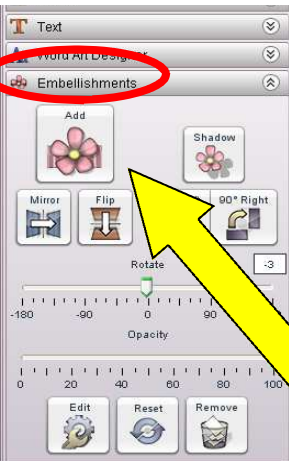 Text
Word Art Designer
Embellishments
Add
Shadow
Mirror Flip 90° Right
Rotate -3
-180 -90 0 90
Opacity
0 20 40 60 80 100
Edit Reset Remove